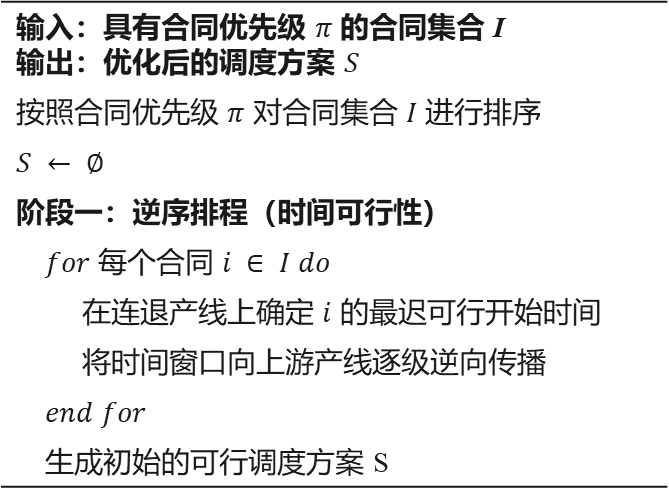 输入：具有合同优先级 π 的合同集合 I
输出：优化后的调度方案 S
按照合同优先级 π 对合同集合 I 进行排序
S ← ∅
阶段一：逆序排程（时间可行性）
for 每个合同 i ∈ I do
在连退产线上确定 i 的最迟可行开始时间
将时间窗口向上游产线逐级逆向传播
end for
生成初始的可行调度方案 S